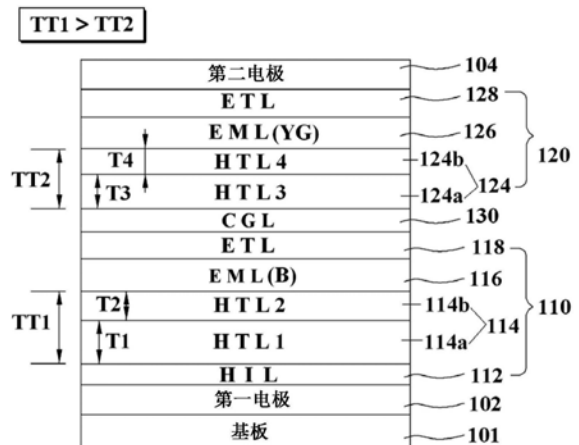 TT1 > TT2
第二电极 104
ETL 128
EML(YG) 126
120
T4 HTL4 124b
TT2 124
T3 HTL3 124a
CGL 130
ETL 118
EML(B) 116
T2 HTL2 114b
110
TT1 114
T1 HTL1 114a
HIL 112
第一电极 102
基板 101